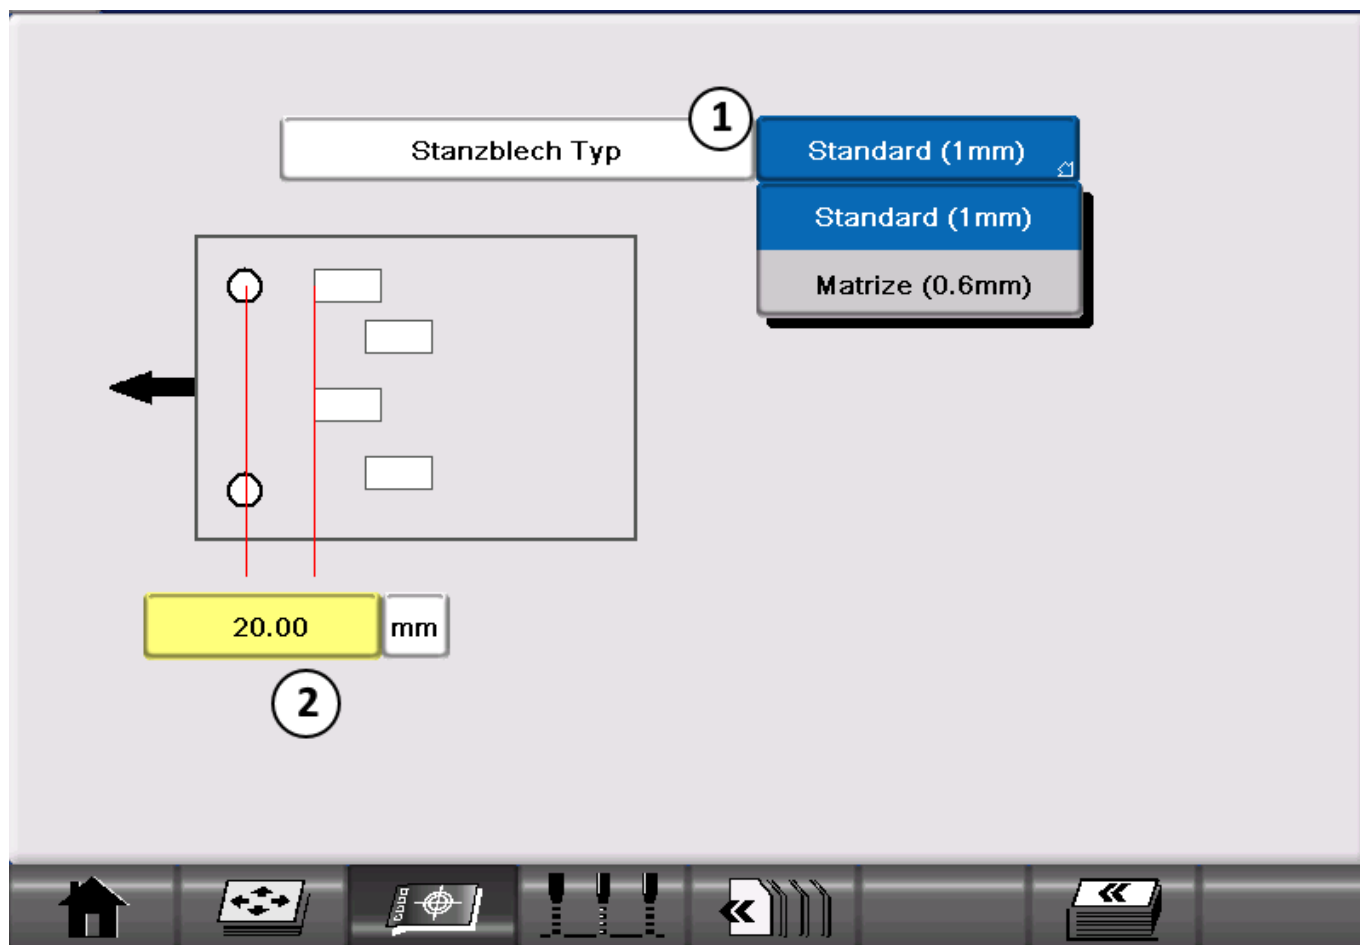 1
Stanzblech Typ
Standard (1mm)
Standard (1mm)
Matrize (0.6mm)
20.00
mm
2